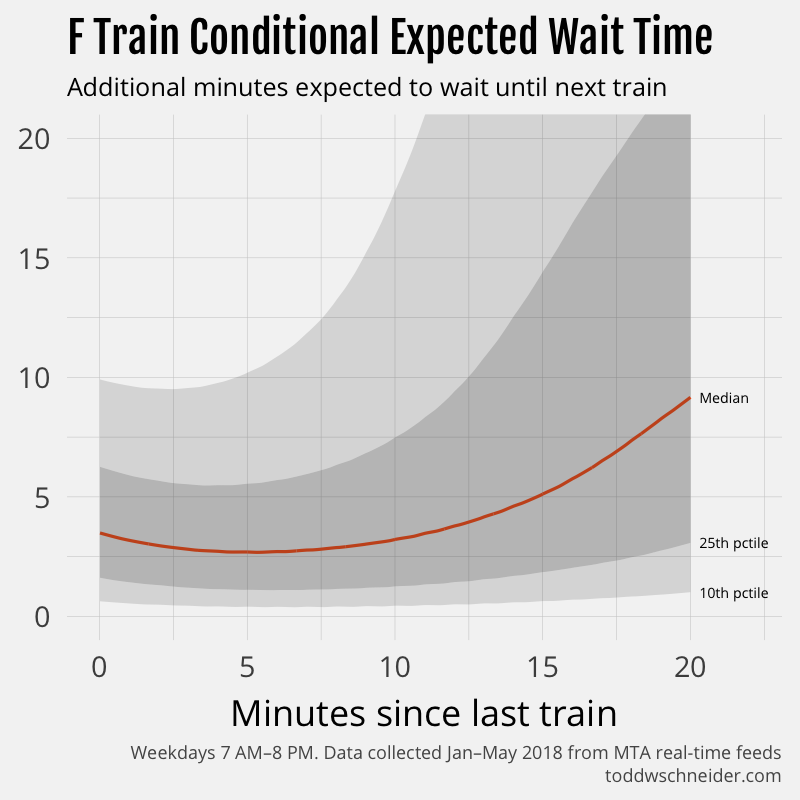 F Train Conditional Expected Wait Time
Additional minutes expected to wait until next train
20
15
10
5
0
Median
25th pctile
10th pctile
0 5 10 15 20
Minutes since last train
Weekdays 7 AM–8 PM. Data collected Jan–May 2018 from MTA real-time feeds
toddwschneider.com